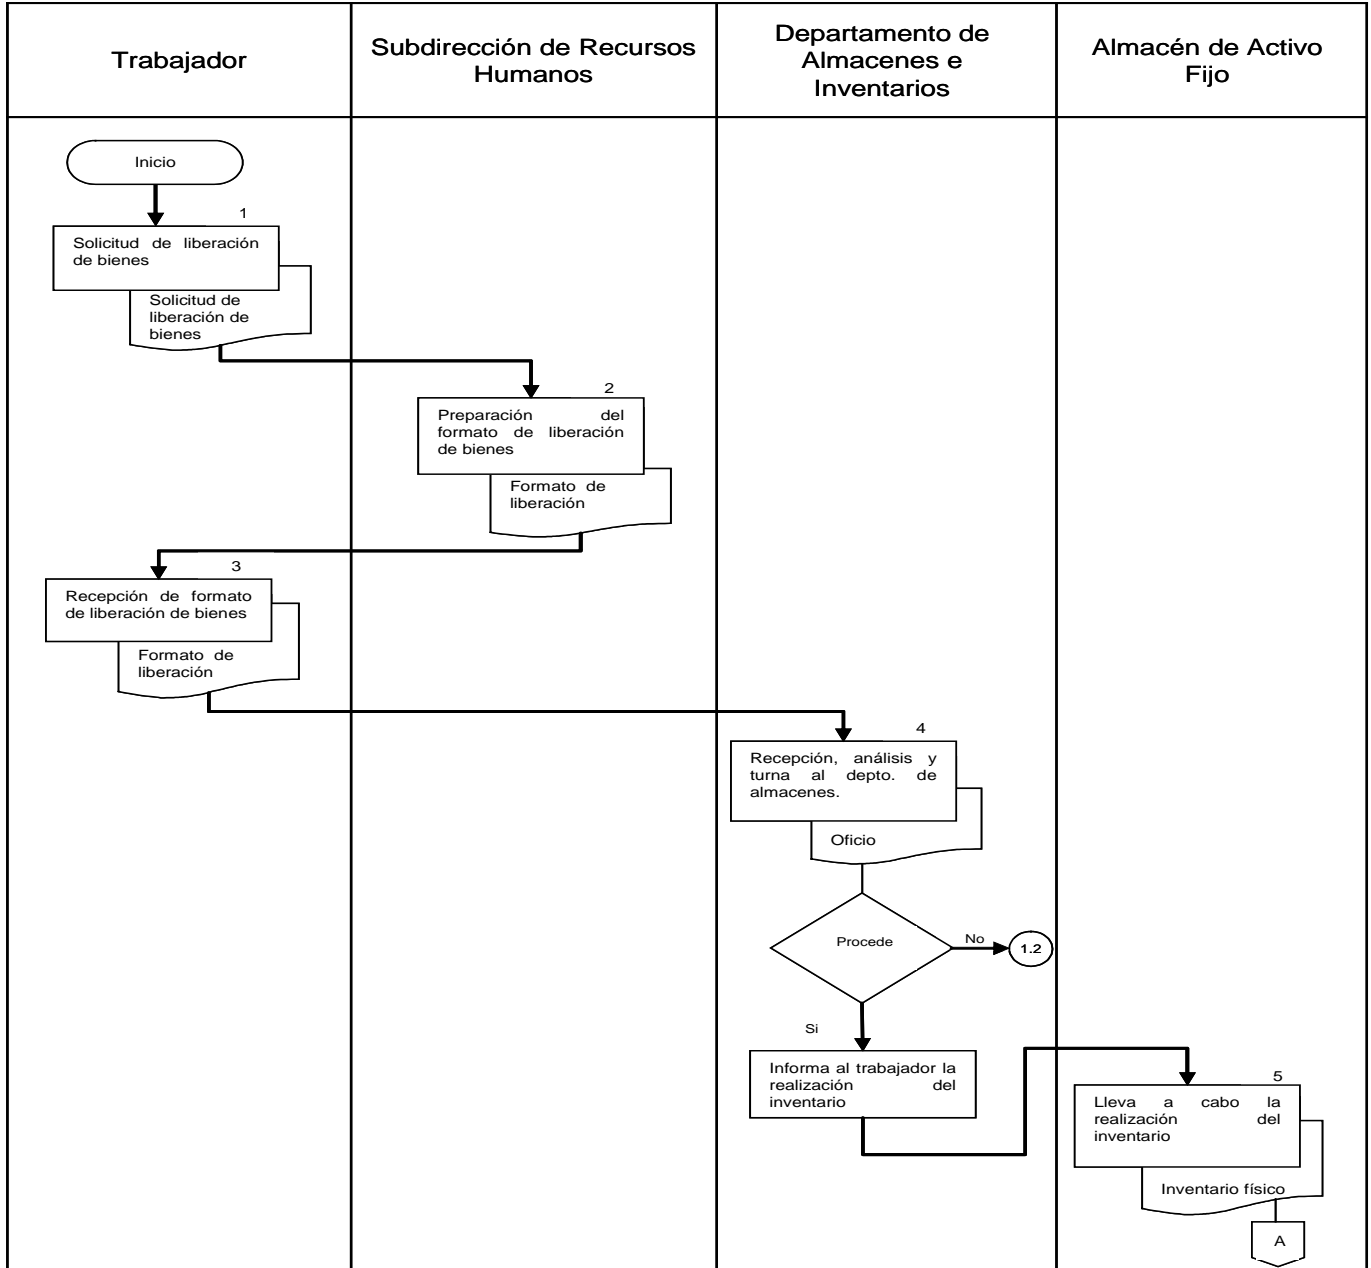 Trabajador
Subdirección de Recursos
Humanos
Departamento de
Almacenes e
Inventarios
Almacén de Activo
Fijo
Inicio
1
Solicitud de liberación
de bienes
Solicitud de
liberación de
bienes
2
Preparación del
formato de liberación
de bienes
Formato de
liberación
3
Recepción de formato
de liberación de bienes
Formato de
liberación
4
Recepción, análisis y
turna al depto. de
almacenes.
Oficio
Procede
No
1.2
Si
Informa al trabajador la
realización del
inventario
5
Lleva a cabo la
realización del
inventario
Inventario físico
A